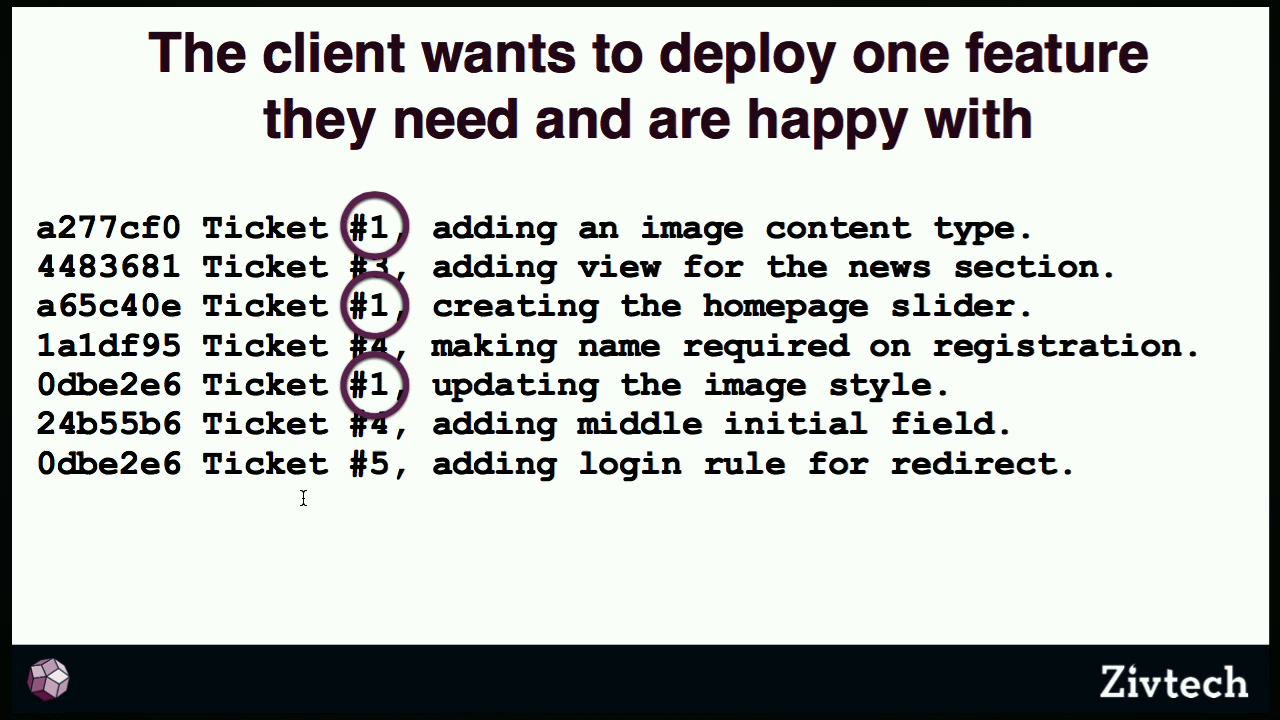 The client wants to deploy one feature
they need and are happy with
a277cf0 Ticket #1, adding an image content type.
4483681 Ticket #3, adding view for the news section.
a65c40e Ticket #1, creating the homepage slider.
1a1df95 Ticket #4, making name required on registration.
0dbe2e6 Ticket #1, updating the image style.
24b55b6 Ticket #4, adding middle initial field.
0dbe2e6 Ticket #5, adding login rule for redirect.
Zivtech